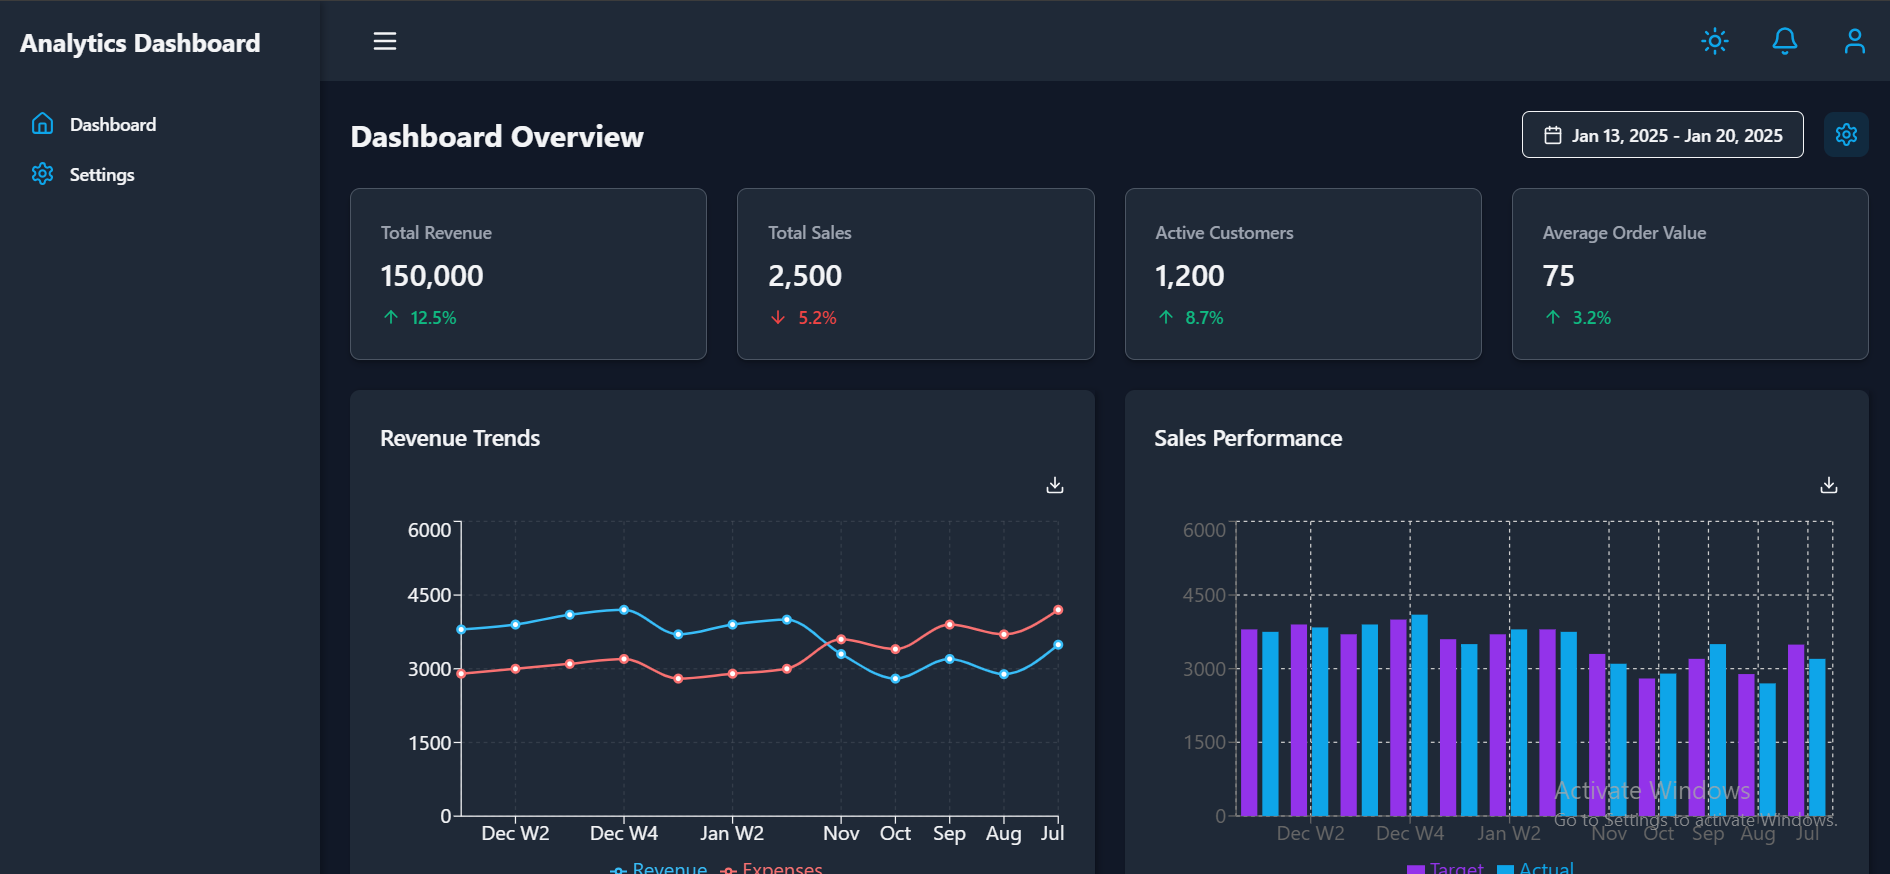 Analytics Dashboard
Dashboard
Settings
Dashboard Overview
Jan 13, 2025 - Jan 20, 2025
Total Revenue
150,000
12.5%
Total Sales
2,500
5.2%
Active Customers
1,200
8.7%
Average Order Value
75
3.2%
Revenue Trends
6000
4500
3000
1500
0
Dec W2 Dec W4 Jan W2 Nov Oct Sep Aug Jul
Revenue Expenses
Sales Performance
6000
4500
3000
1500
0
Dec W2 Dec W4 Jan W2 Nov Oct Sep Aug Jul
Target Actual
Activate Windows
Go to Settings to activate Windows.